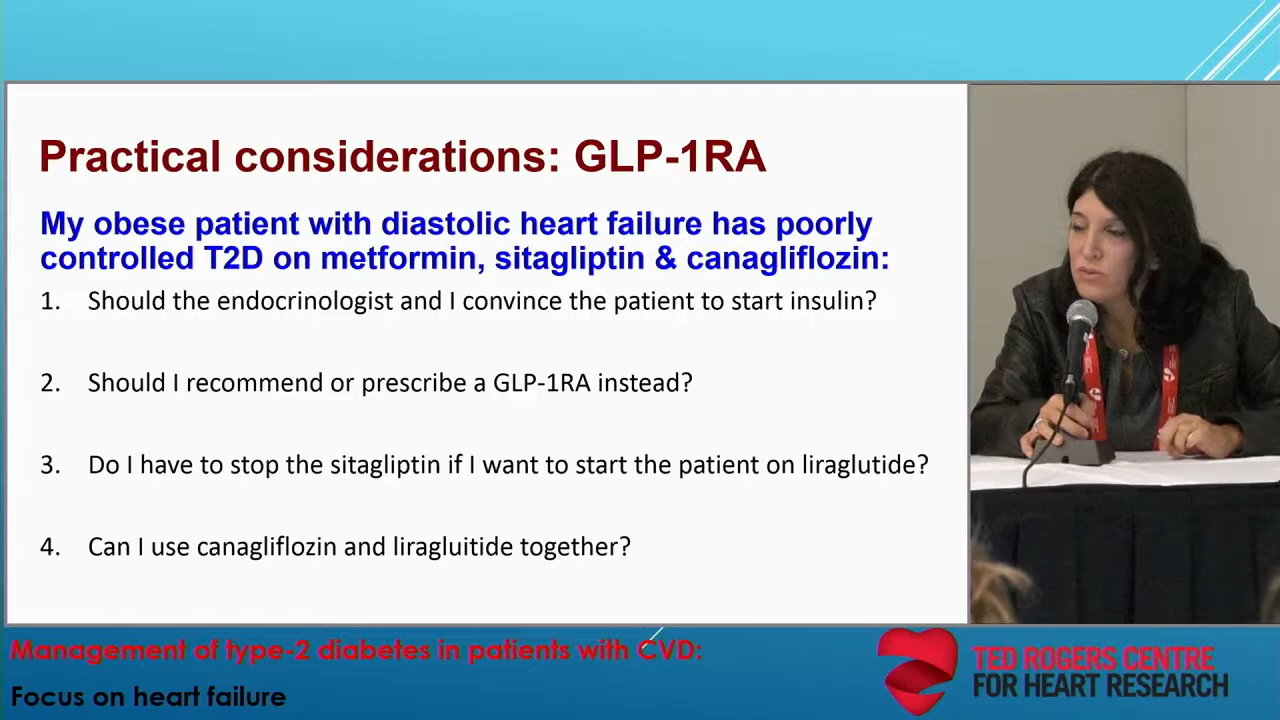 Practical considerations: GLP-1RA
My obese patient with diastolic heart failure has poorly
controlled T2D on metformin, sitagliptin & canagliflozin:
1. Should the endocrinologist and I convince the patient to start insulin?
2. Should I recommend or prescribe a GLP-1RA instead?
3. Do I have to stop the sitagliptin if I want to start the patient on liraglutide?
4. Can I use canagliflozin and liragluitide together?
Management of type-2 diabetes in patients with CVD:
Focus on heart failure
TED ROGERS CENTRE
FOR HEART RESEARCH